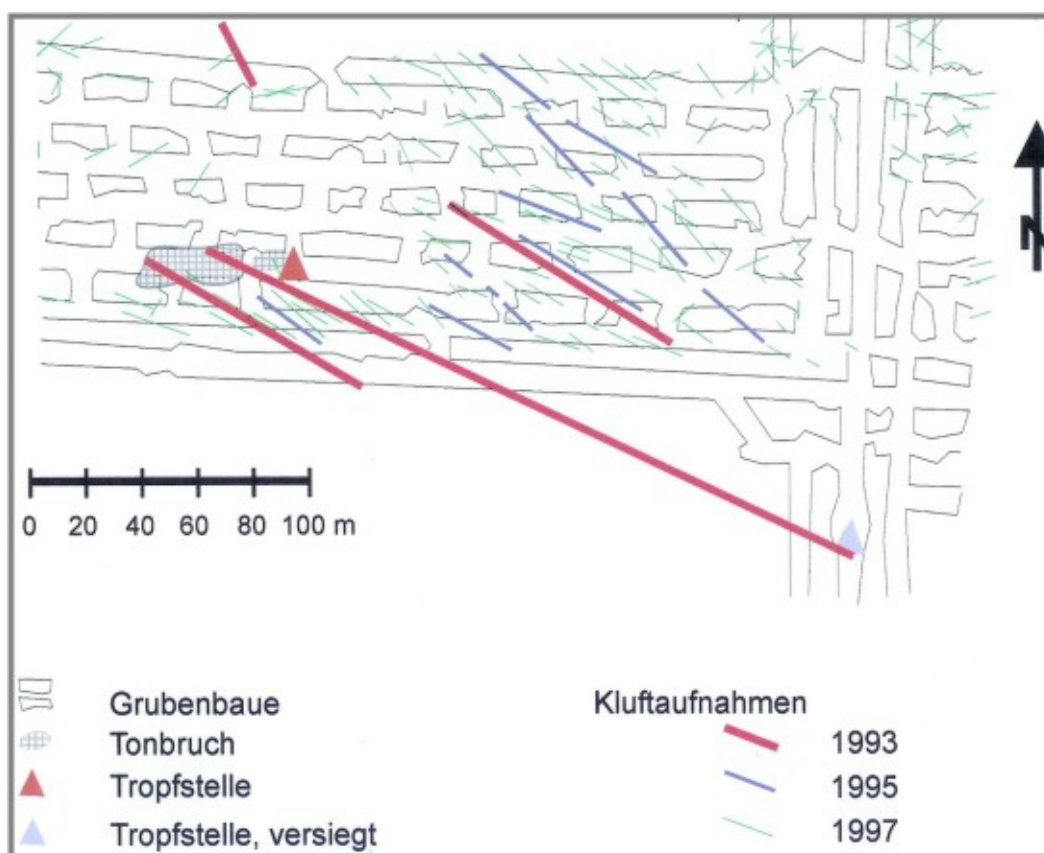 N
0 20 40 60 80 100 m
Grubenbaue
Tonbruch
Tropfstelle
Tropfstelle, versiegt
Kluftaufnahmen
1993
1995
1997